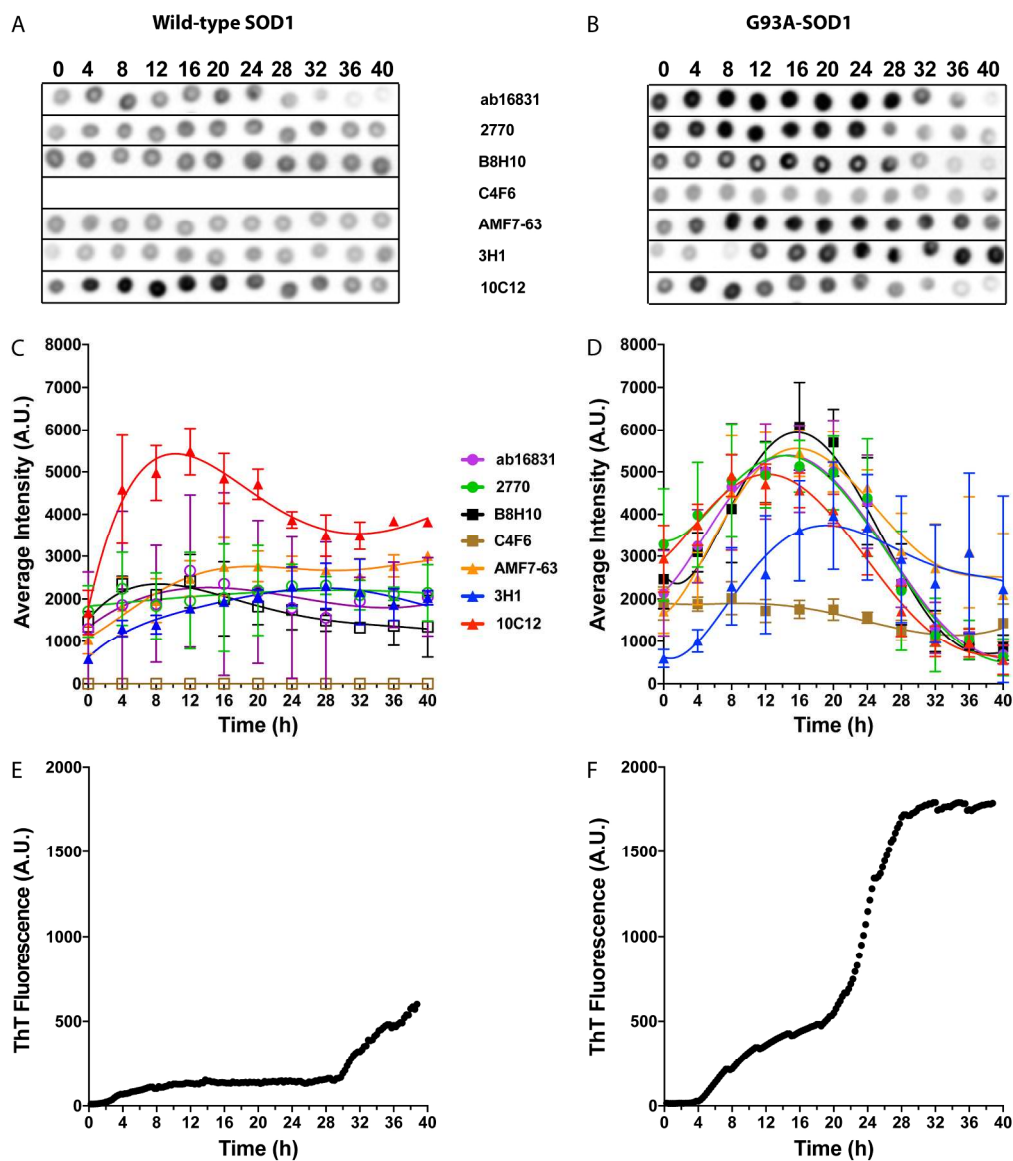 A
Wild-type SOD1
B
G93A-SOD1
0 4 8 12 16 20 24 28 32 36 40
0 4 8 12 16 20 24 28 32 36 40
ab16831
2770
B8H10
C4F6
AMF7-63
3H1
10C12
C
8000
7000
6000
5000
4000
3000
2000
1000
0
Average Intensity (A.U.)
0 4 8 12 16 20 24 28 32 36 40
Time (h)
ab16831
2770
B8H10
C4F6
AMF7-63
3H1
10C12
D
8000
7000
6000
5000
4000
3000
2000
1000
0
Average Intensity (A.U.)
0 4 8 12 16 20 24 28 32 36 40
Time (h)
E
2000
1500
1000
500
0
ThT Fluorescence (A.U.)
0 4 8 12 16 20 24 28 32 36 40
Time (h)
F
2000
1500
1000
500
0
ThT Fluorescence (A.U.)
0 4 8 12 16 20 24 28 32 36 40
Time (h)